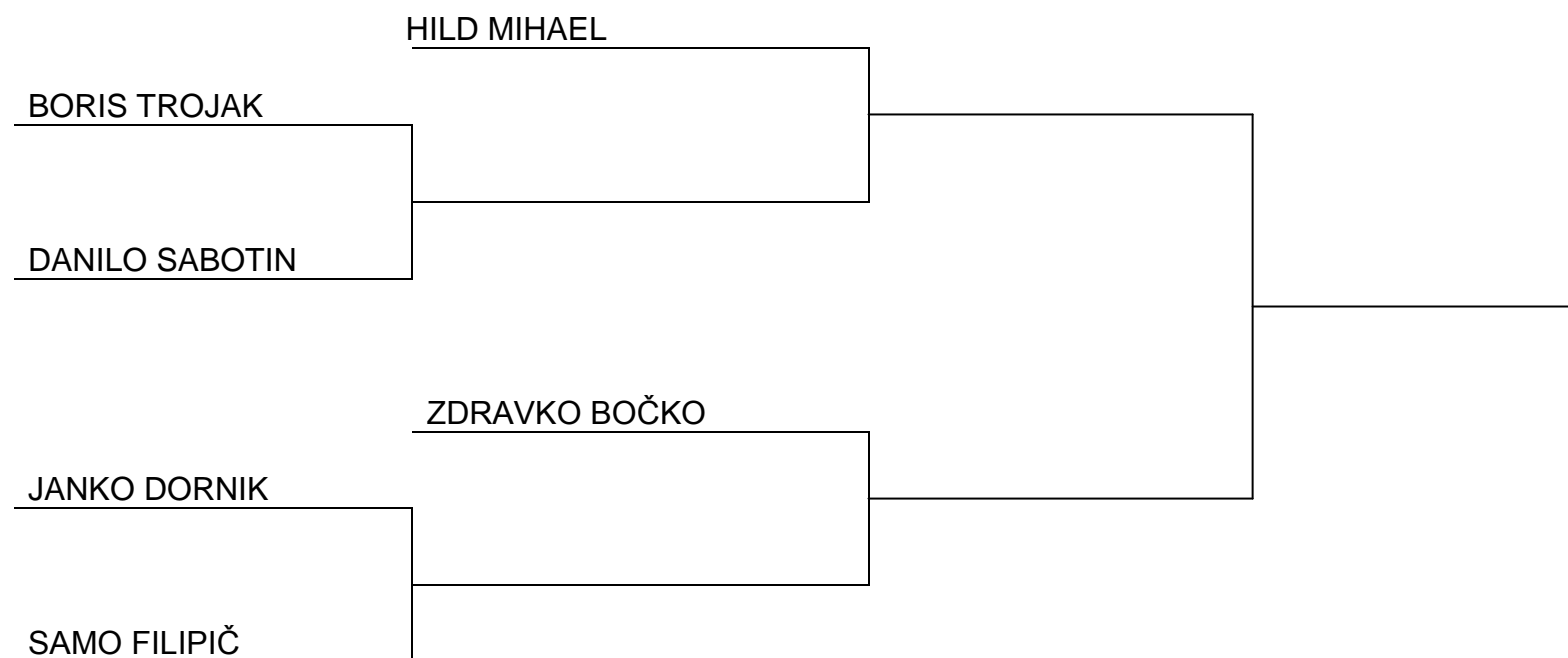 HILD MIHAEL
BORIS TROJAK
DANILO SABOTIN
ZDRAVKO BOČKO
JANKO DORNIK
SAMO FILIPIČ